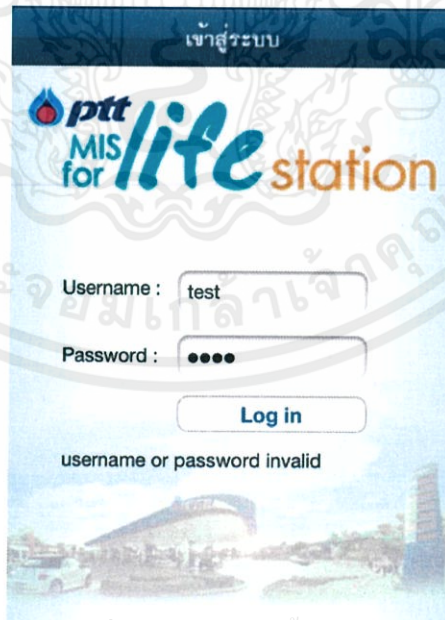 เข้าสู่ระบบ
ptt
MIS
for life station
Username : test
Password : ••••
Log in
username or password invalid